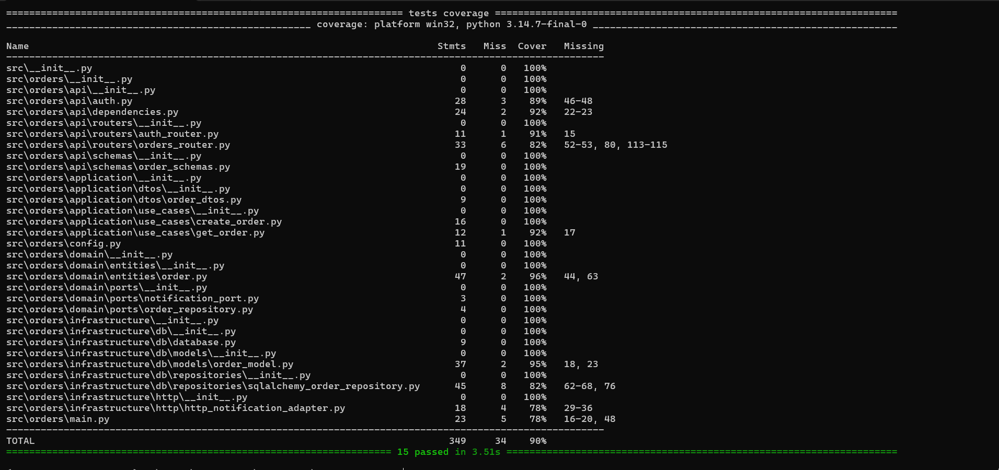 ====================================================================== tests coverage ======================================================================
_____________________________________________________ coverage: platform win32, python 3.14.7-final-0 _____________________________________________________
Name Stmts Miss Cover Missing
--------------------------------------------------------------------------------------------------------
src\__init__.py 0 0 100%
src\orders\__init__.py 0 0 100%
src\orders\api\__init__.py 0 0 100%
src\orders\api\auth.py 28 3 89% 46-48
src\orders\api\dependencies.py 24 2 92% 22-23
src\orders\api\routers\__init__.py 0 0 100%
src\orders\api\routers\auth_router.py 11 1 91% 15
src\orders\api\routers\orders_router.py 33 6 82% 52-53, 80, 113-115
src\orders\api\schemas\__init__.py 0 0 100%
src\orders\api\schemas\order_schemas.py 19 0 100%
src\orders\application\__init__.py 0 0 100%
src\orders\application\dtos\__init__.py 0 0 100%
src\orders\application\dtos\order_dtos.py 9 0 100%
src\orders\application\use_cases\__init__.py 0 0 100%
src\orders\application\use_cases\create_order.py 16 0 100%
src\orders\application\use_cases\get_order.py 12 1 92% 17
src\orders\config.py 11 0 100%
src\orders\domain\__init__.py 0 0 100%
src\orders\domain\entities\__init__.py 0 0 100%
src\orders\domain\entities\order.py 47 2 96% 44, 63
src\orders\domain\ports\__init__.py 0 0 100%
src\orders\domain\ports\notification_port.py 3 0 100%
src\orders\domain\ports\order_repository.py 4 0 100%
src\orders\infrastructure\__init__.py 0 0 100%
src\orders\infrastructure\db\__init__.py 0 0 100%
src\orders\infrastructure\db\database.py 9 0 100%
src\orders\infrastructure\db\models\__init__.py 0 0 100%
src\orders\infrastructure\db\models\order_model.py 37 2 95% 18, 23
src\orders\infrastructure\db\repositories\__init__.py 0 0 100%
src\orders\infrastructure\db\repositories\sqlalchemy_order_repository.py 45 8 82% 62-68, 76
src\orders\infrastructure\http\__init__.py 0 0 100%
src\orders\infrastructure\http\http_notification_adapter.py 18 4 78% 29-36
src\orders\main.py 23 5 78% 16-20, 48
--------------------------------------------------------------------------------------------------------
TOTAL 349 34 90%
==================================================================== 15 passed in 3.51s ====================================================================